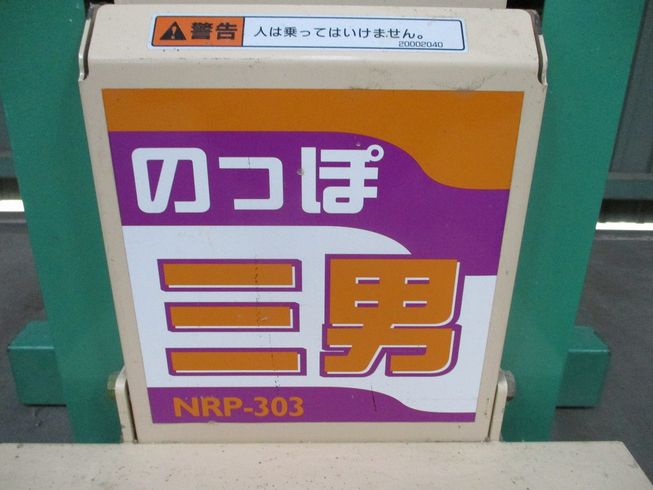 警告 人は乗ってはいけません。
20002040
のっぽ
三男
NRP-303